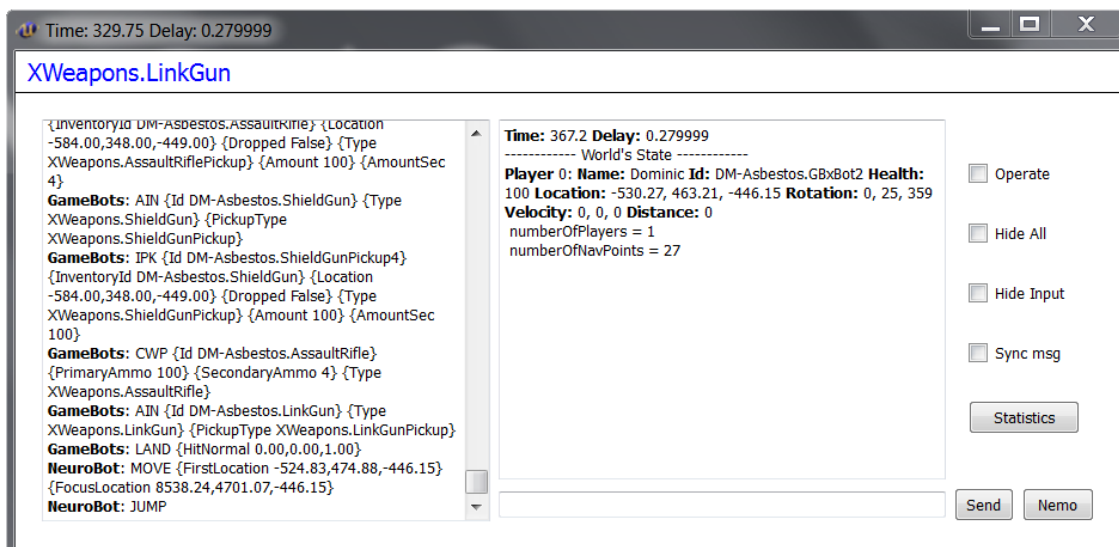 Time: 329.75 Delay: 0.279999
XWeapons.LinkGun
{InventoryId DM-Asbestos.AssaultRifle} {Location
-584.00,348.00,-449.00} {Dropped False} {Type
XWeapons.AssaultRiflePickup} {Amount 100} {AmountSec
4}
GameBots: AIN {Id DM-Asbestos.ShieldGun} {Type
XWeapons.ShieldGun} {PickupType
XWeapons.ShieldGunPickup}
GameBots: IPK {Id DM-Asbestos.ShieldGunPickup4}
{InventoryId DM-Asbestos.ShieldGun} {Location
-584.00,348.00,-449.00} {Dropped False} {Type
XWeapons.ShieldGunPickup} {Amount 100} {AmountSec
100}
GameBots: CWP {Id DM-Asbestos.AssaultRifle}
{PrimaryAmmo 100} {SecondaryAmmo 4} {Type
XWeapons.AssaultRifle}
GameBots: AIN {Id DM-Asbestos.LinkGun} {Type
XWeapons.LinkGun} {PickupType XWeapons.LinkGunPickup}
GameBots: LAND {HitNormal 0.00,0.00,1.00}
NeuroBot: MOVE {FirstLocation -524.83,474.88,-446.15}
{FocusLocation 8538.24,4701.07,-446.15}
NeuroBot: JUMP
Time: 367.2 Delay: 0.279999
------------ World's State ------------
Player 0: Name: Dominic Id: DM-Asbestos.GBxBot2 Health:
100 Location: -530.27, 463.21, -446.15 Rotation: 0, 25, 359
Velocity: 0, 0, 0 Distance: 0
numberOfPlayers = 1
numberOfNavPoints = 27
Operate
Hide All
Hide Input
Sync msg
Statistics
Send
Nemo